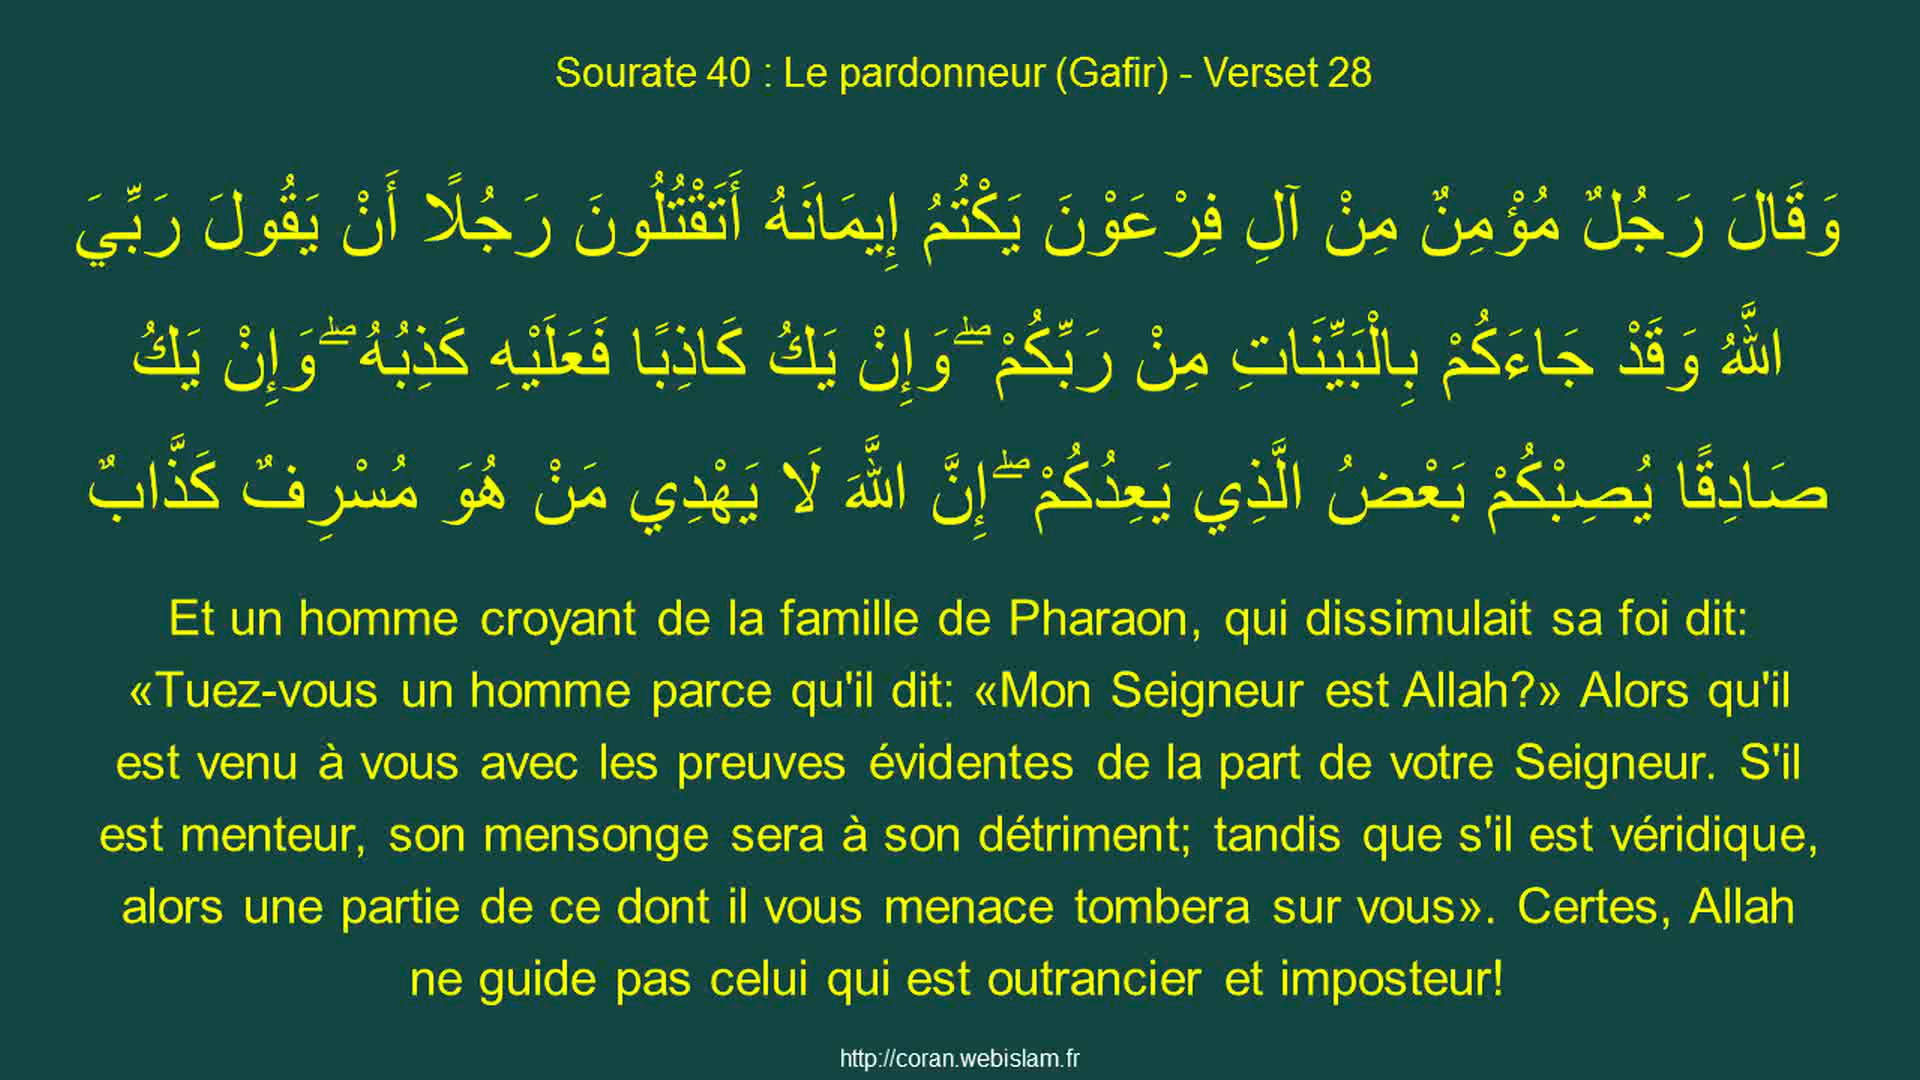 Sourate 40 : Le pardonneur (Gafir) - Verset 28
وَقَالَ رَجُلٌ مُؤْمِنٌ مِنْ آلِ فِرْعَوْنَ يَكْتُمُ إِيمَانَهُ أَتَقْتُلُونَ رَجُلًا أَنْ يَقُولَ رَبِّيَ
اللَّهُ وَقَدْ جَاءَكُمْ بِالْبَيِّنَاتِ مِنْ رَبِّكُمْ ۖ وَإِنْ يَكُ كَاذِبًا فَعَلَيْهِ كَذِبُهُ ۖ وَإِنْ يَكُ
صَادِقًا يُصِبْكُمْ بَعْضُ الَّذِي يَعِدُكُمْ ۖ إِنَّ اللَّهَ لَا يَهْدِي مَنْ هُوَ مُسْرِفٌ كَذَّابٌ
Et un homme croyant de la famille de Pharaon, qui dissimulait sa foi dit:
«Tuez-vous un homme parce qu'il dit: «Mon Seigneur est Allah?» Alors qu'il
est venu à vous avec les preuves évidentes de la part de votre Seigneur. S'il
est menteur, son mensonge sera à son détriment; tandis que s'il est véridique,
alors une partie de ce dont il vous menace tombera sur vous». Certes, Allah
ne guide pas celui qui est outrancier et imposteur!
http://coran.webislam.fr